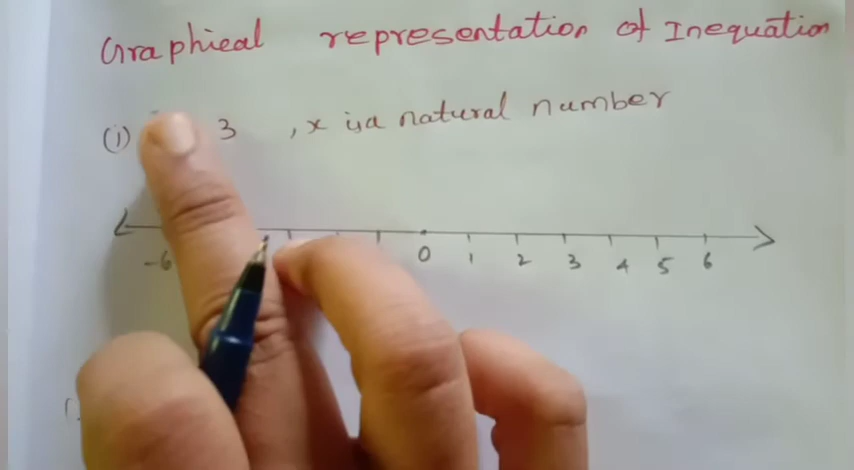 Graphical representation of Inequation
(i) 3 , x is a natural number
-6 0 1 2 3 4 5 6